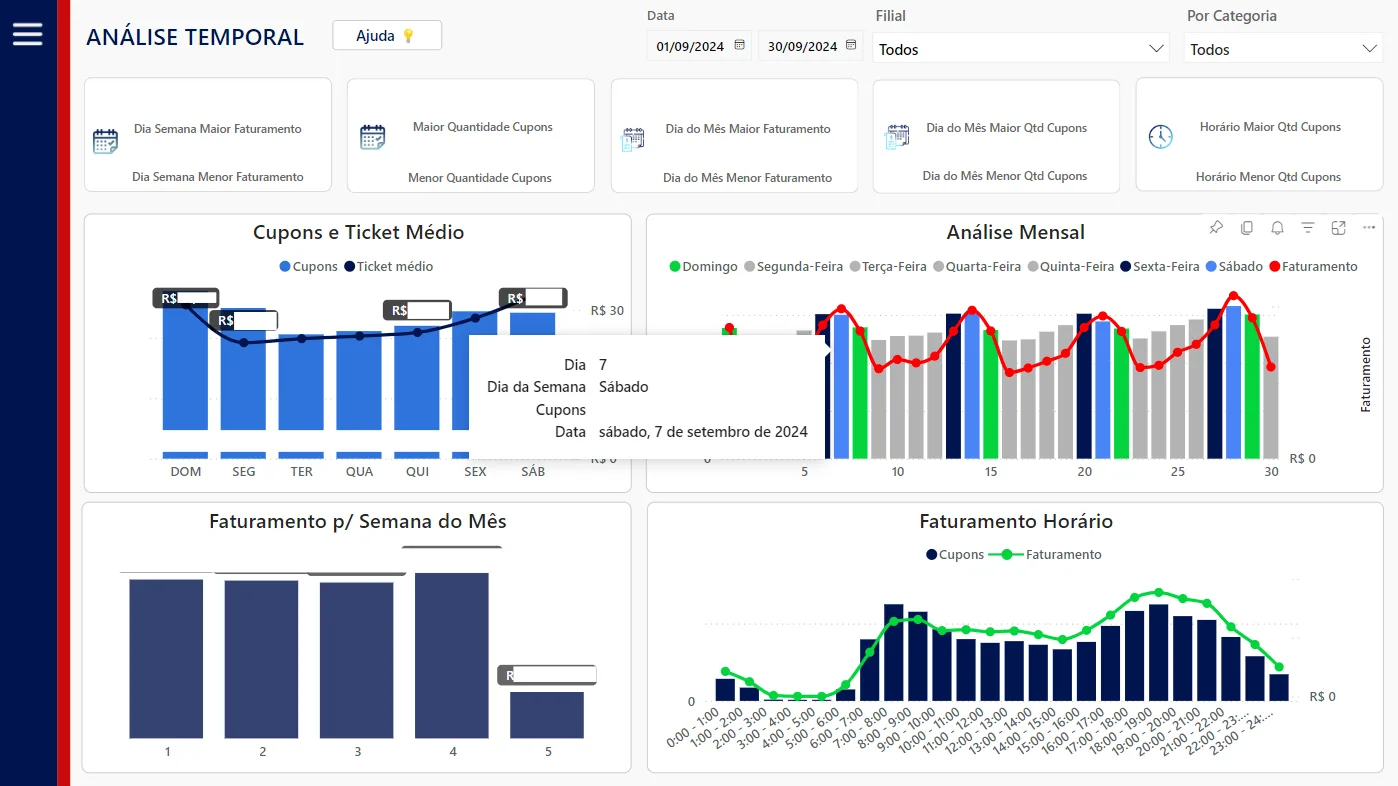 ANÁLISE TEMPORAL
Ajuda
Data
01/09/2024
30/09/2024
Filial
Todos
Por Categoria
Todos
Dia Semana Maior Faturamento
Dia Semana Menor Faturamento
Maior Quantidade Cupons
Menor Quantidade Cupons
Dia do Mês Maior Faturamento
Dia do Mês Menor Faturamento
Dia do Mês Maior Qtd Cupons
Dia do Mês Menor Qtd Cupons
Horário Maior Qtd Cupons
Horário Menor Qtd Cupons
Cupons e Ticket Médio
Cupons Ticket médio
R$
R$
R$
R$
R$ 30
R$ 0
DOM SEG TER QUA QUI SEX SÁB
Análise Mensal
Domingo Segunda-Feira Terça-Feira Quarta-Feira Quinta-Feira Sexta-Feira Sábado Faturamento
Faturamento
0
R$ 0
5 10 15 20 25 30
Dia 7
Dia da Semana Sábado
Cupons
Data sábado, 7 de setembro de 2024
Faturamento p/ Semana do Mês
R
1 2 3 4 5
Faturamento Horário
Cupons Faturamento
0
R$ 0
0:00 - 1:00
1:00 - 2:00
2:00 - 3:00
3:00 - 4:00
4:00 - 5:00
5:00 - 6:00
6:00 - 7:00
7:00 - 8:00
8:00 - 9:00
9:00 - 10:00
10:00 - 11:00
11:00 - 12:00
12:00 - 13:00
13:00 - 14:00
14:00 - 15:00
15:00 - 16:00
16:00 - 17:00
17:00 - 18:00
18:00 - 19:00
19:00 - 20:00
20:00 - 21:00
21:00 - 22:00
22:00 - 23:...
23:00 - 24:...